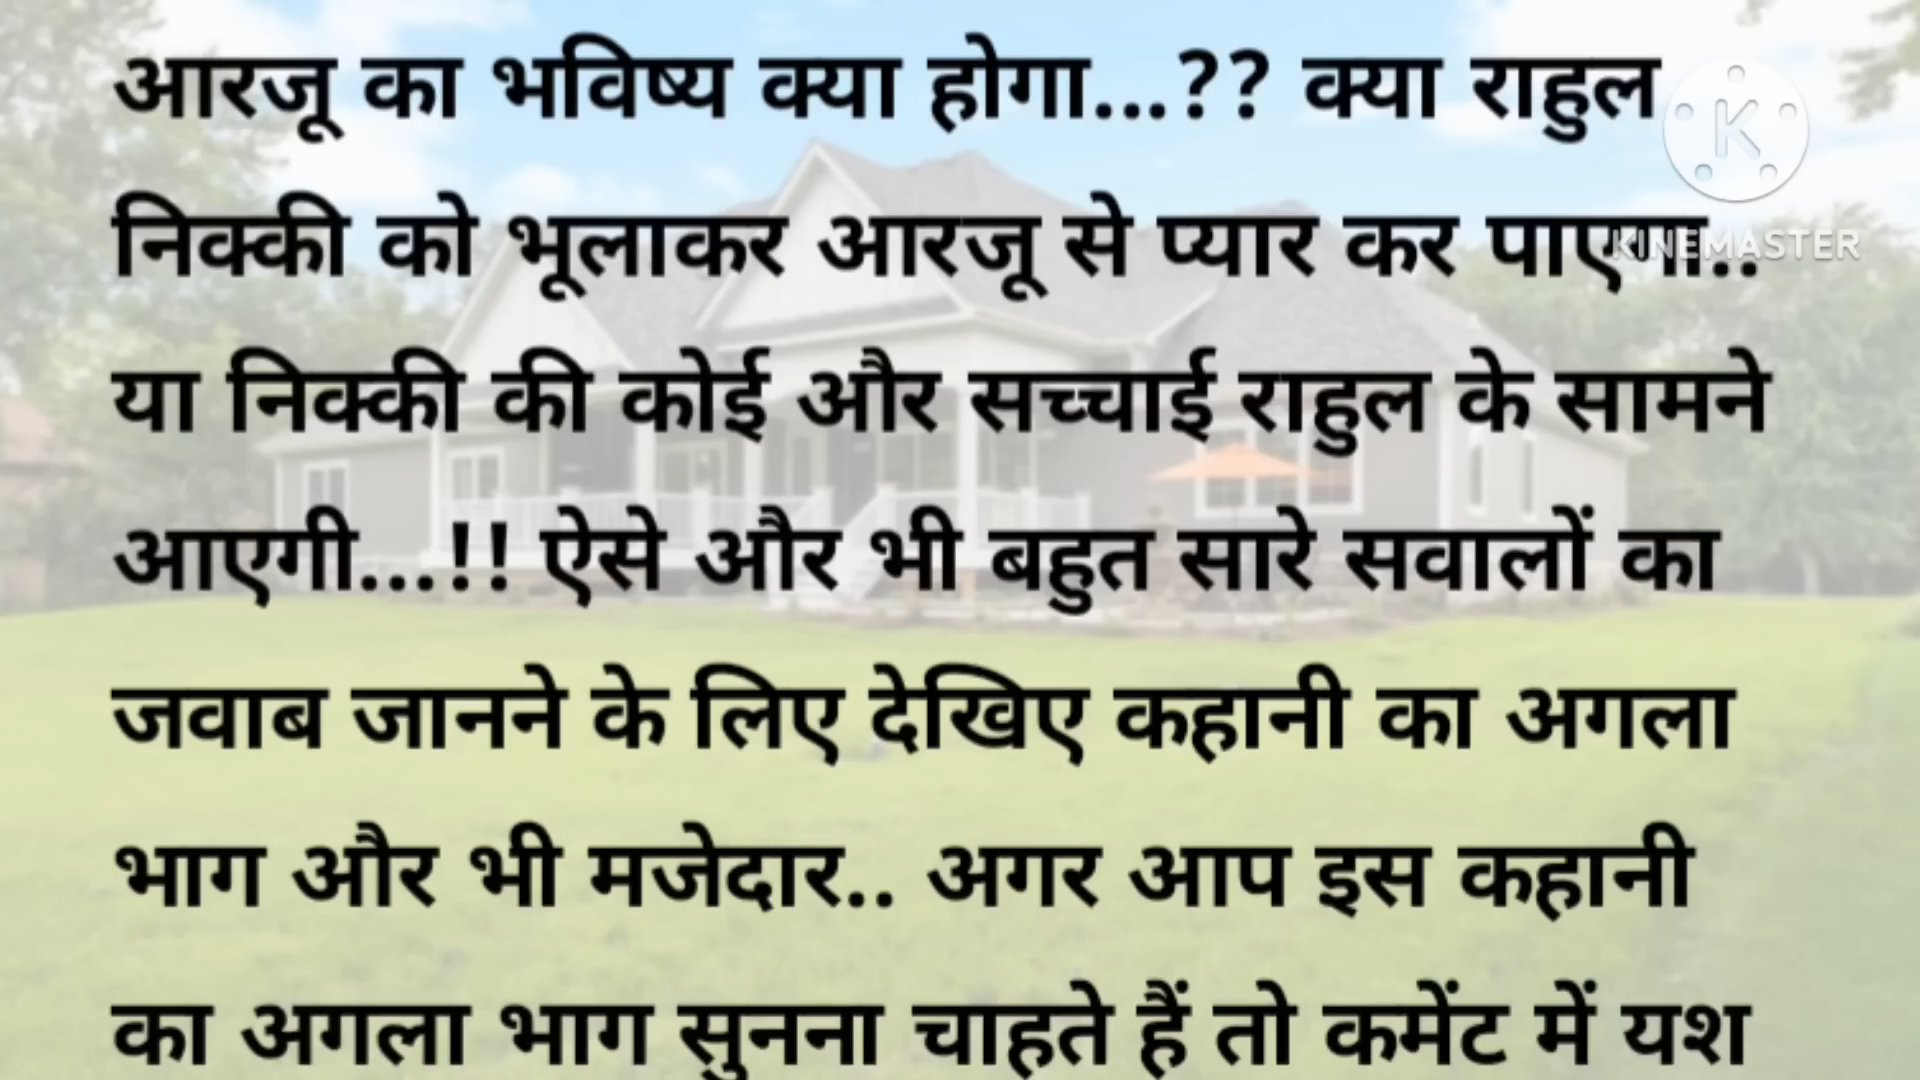 आरजू का भविष्य क्या होगा...?? क्या राहुल
K
निक्की को भूलाकर आरजू से प्यार कर पाएगा..
KINEMASTER
या निक्की की कोई और सच्चाई राहुल के सामने
आएगी...!! ऐसे और भी बहुत सारे सवालों का
जवाब जानने के लिए देखिए कहानी का अगला
भाग और भी मजेदार.. अगर आप इस कहानी
का अगला भाग सुनना चाहते हैं तो कमेंट में यश